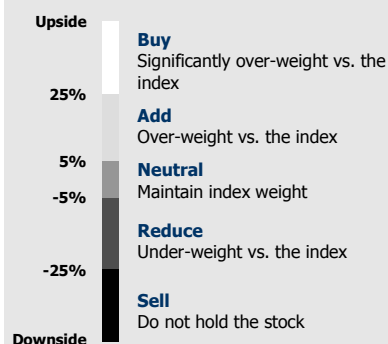 Upside
Buy
Significantly over-weight vs. the
index
25%
Add
Over-weight vs. the index
5%
Neutral
Maintain index weight
-5%
Reduce
Under-weight vs. the index
-25%
Sell
Do not hold the stock
Downside